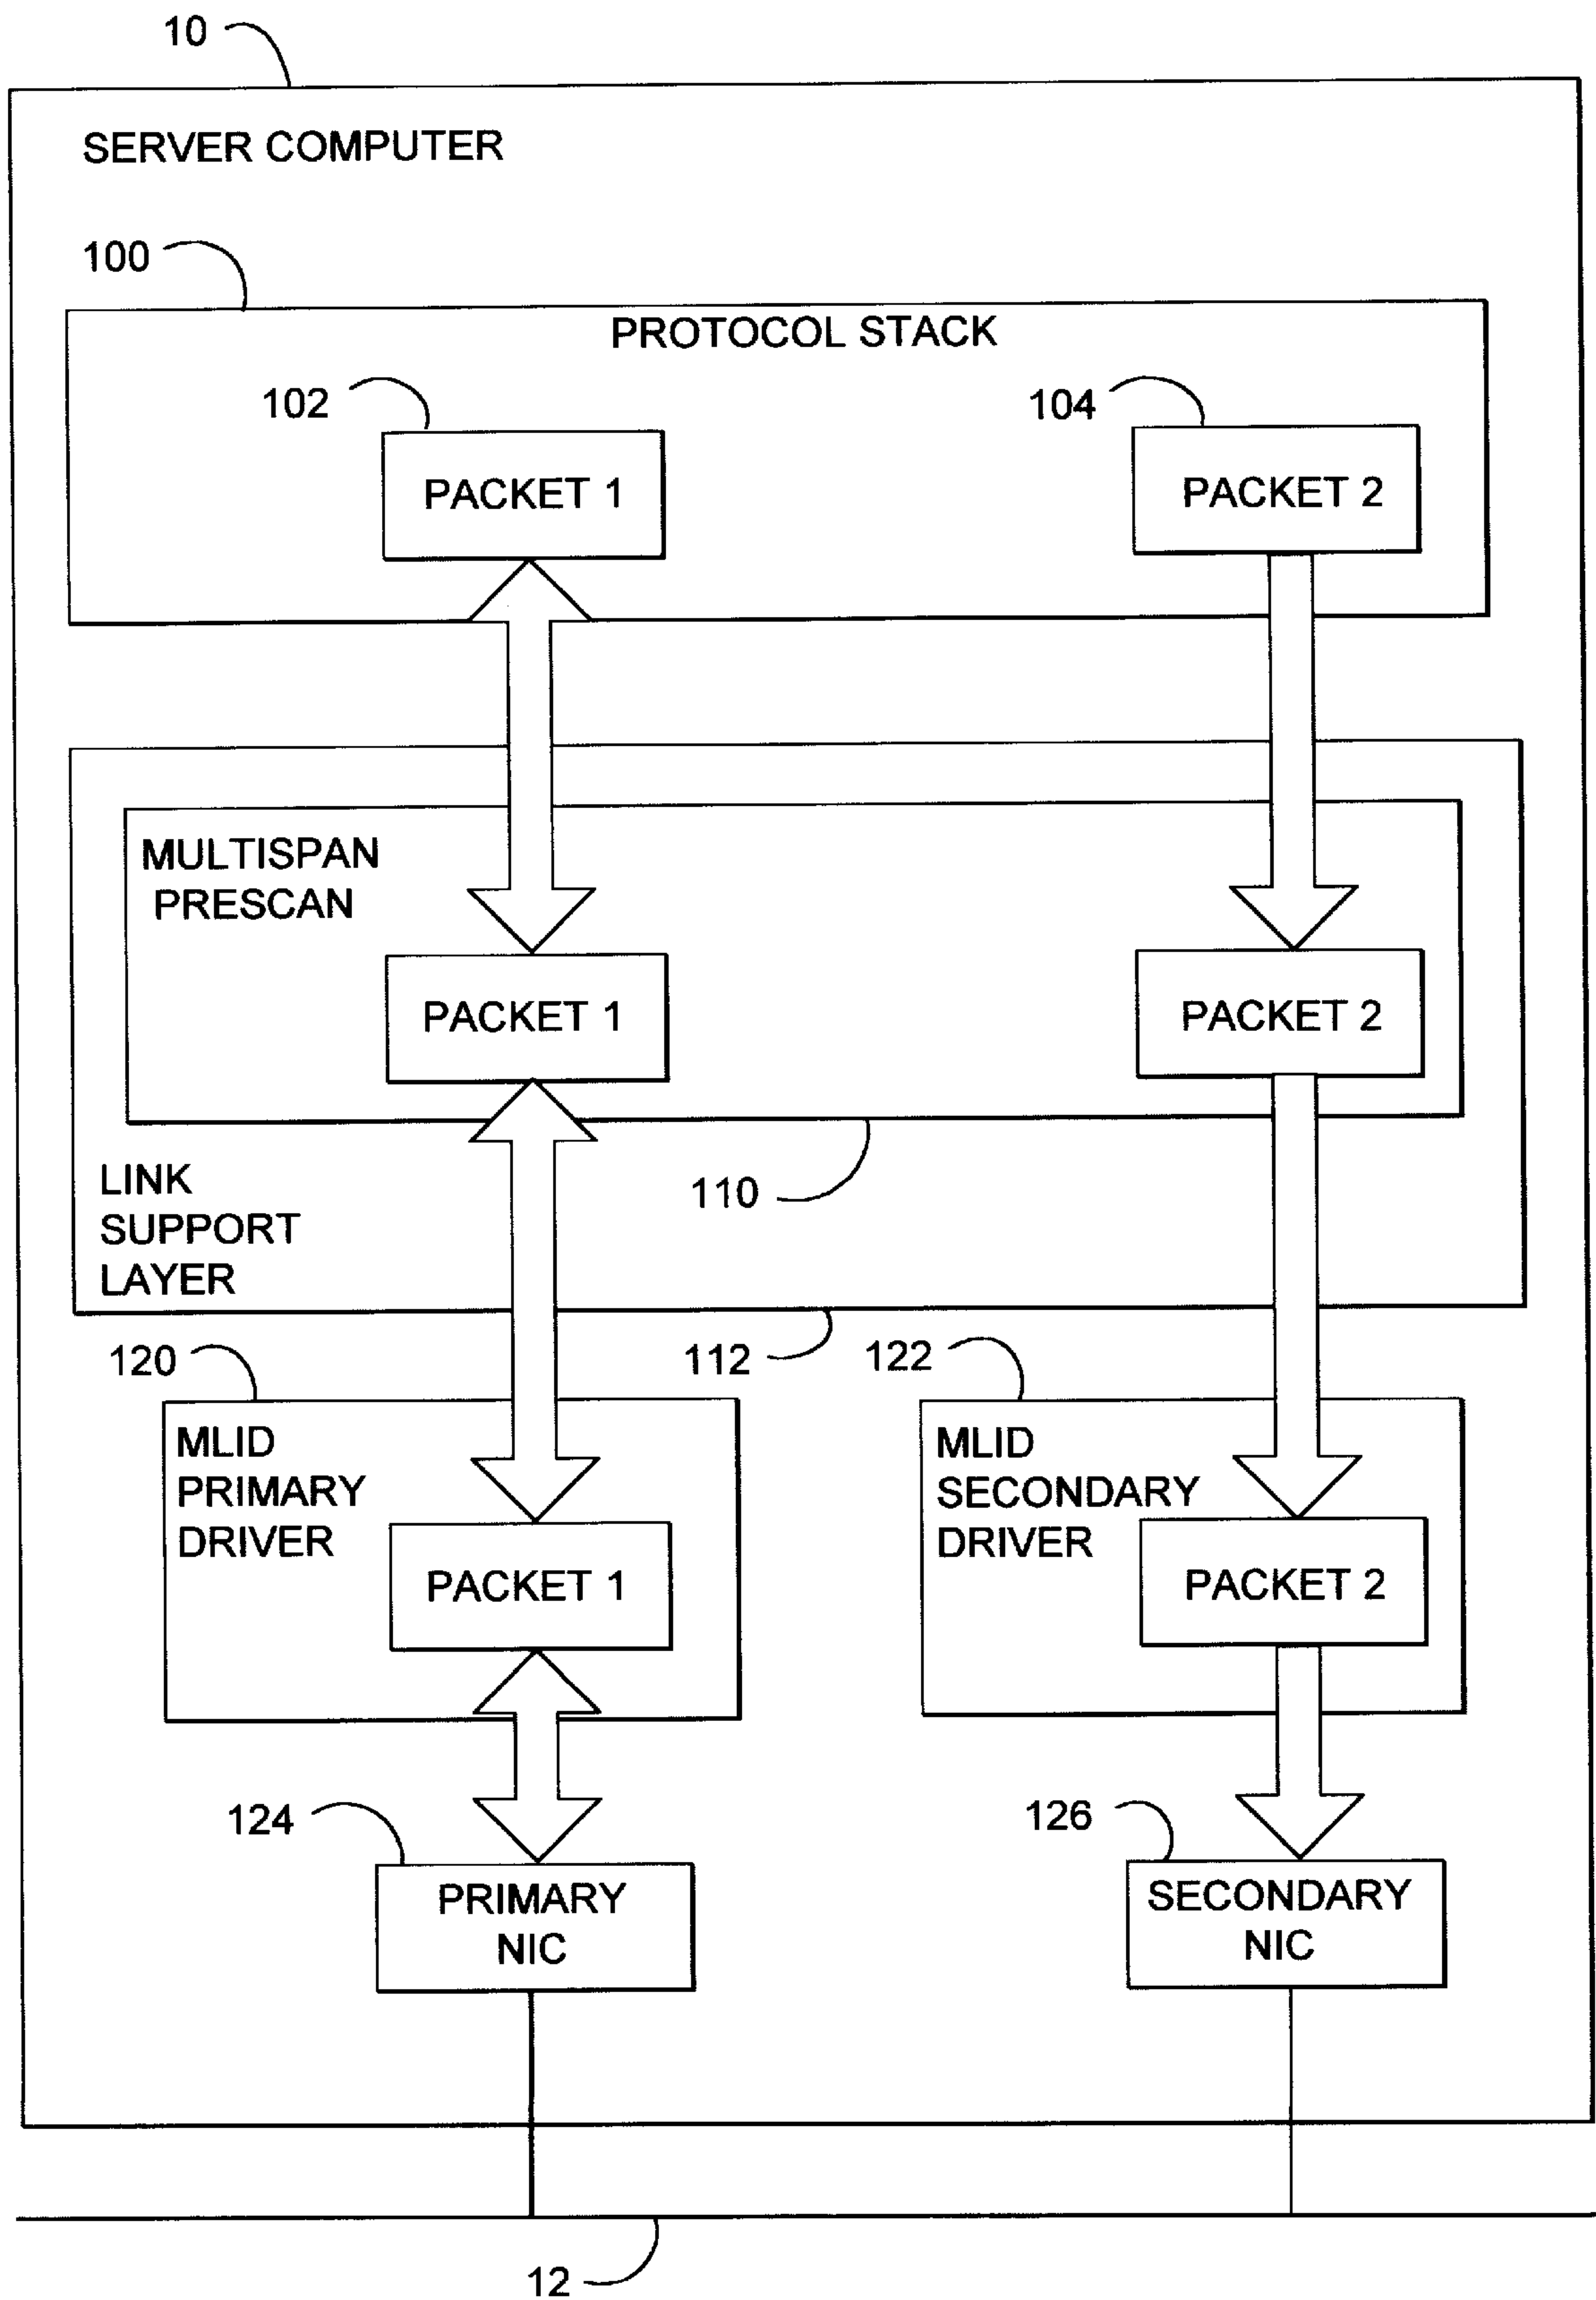 10
SERVER COMPUTER
100
PROTOCOL STACK
102
104
PACKET 1
PACKET 2
MULTISPAN
PRESCAN
PACKET 1
PACKET 2
LINK
SUPPORT
LAYER
110
112
120
122
MLID
PRIMARY
DRIVER
PACKET 1
MLID
SECONDARY
DRIVER
PACKET 2
124
126
PRIMARY
NIC
SECONDARY
NIC
12